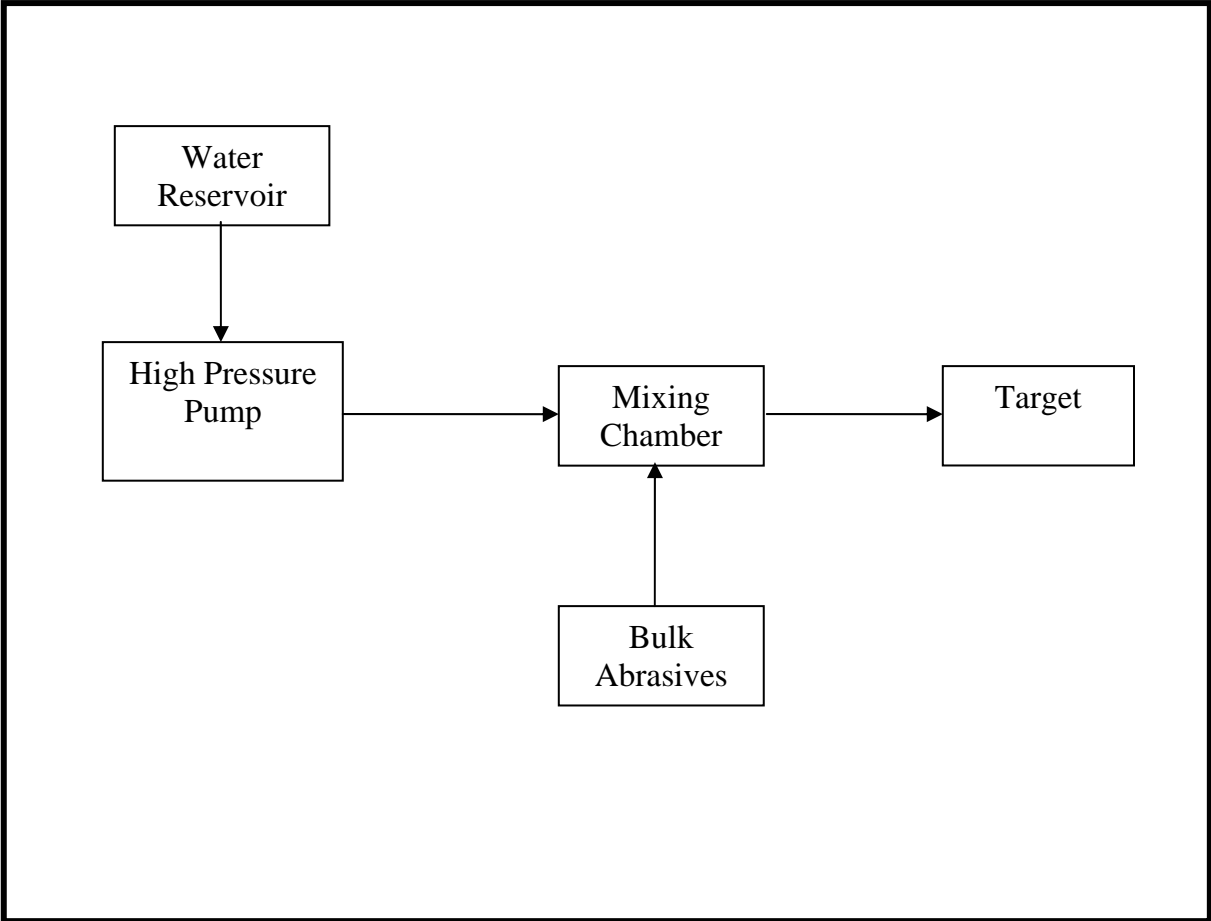 Water
Reservoir
High Pressure
Pump
Mixing
Chamber
Target
Bulk
Abrasives